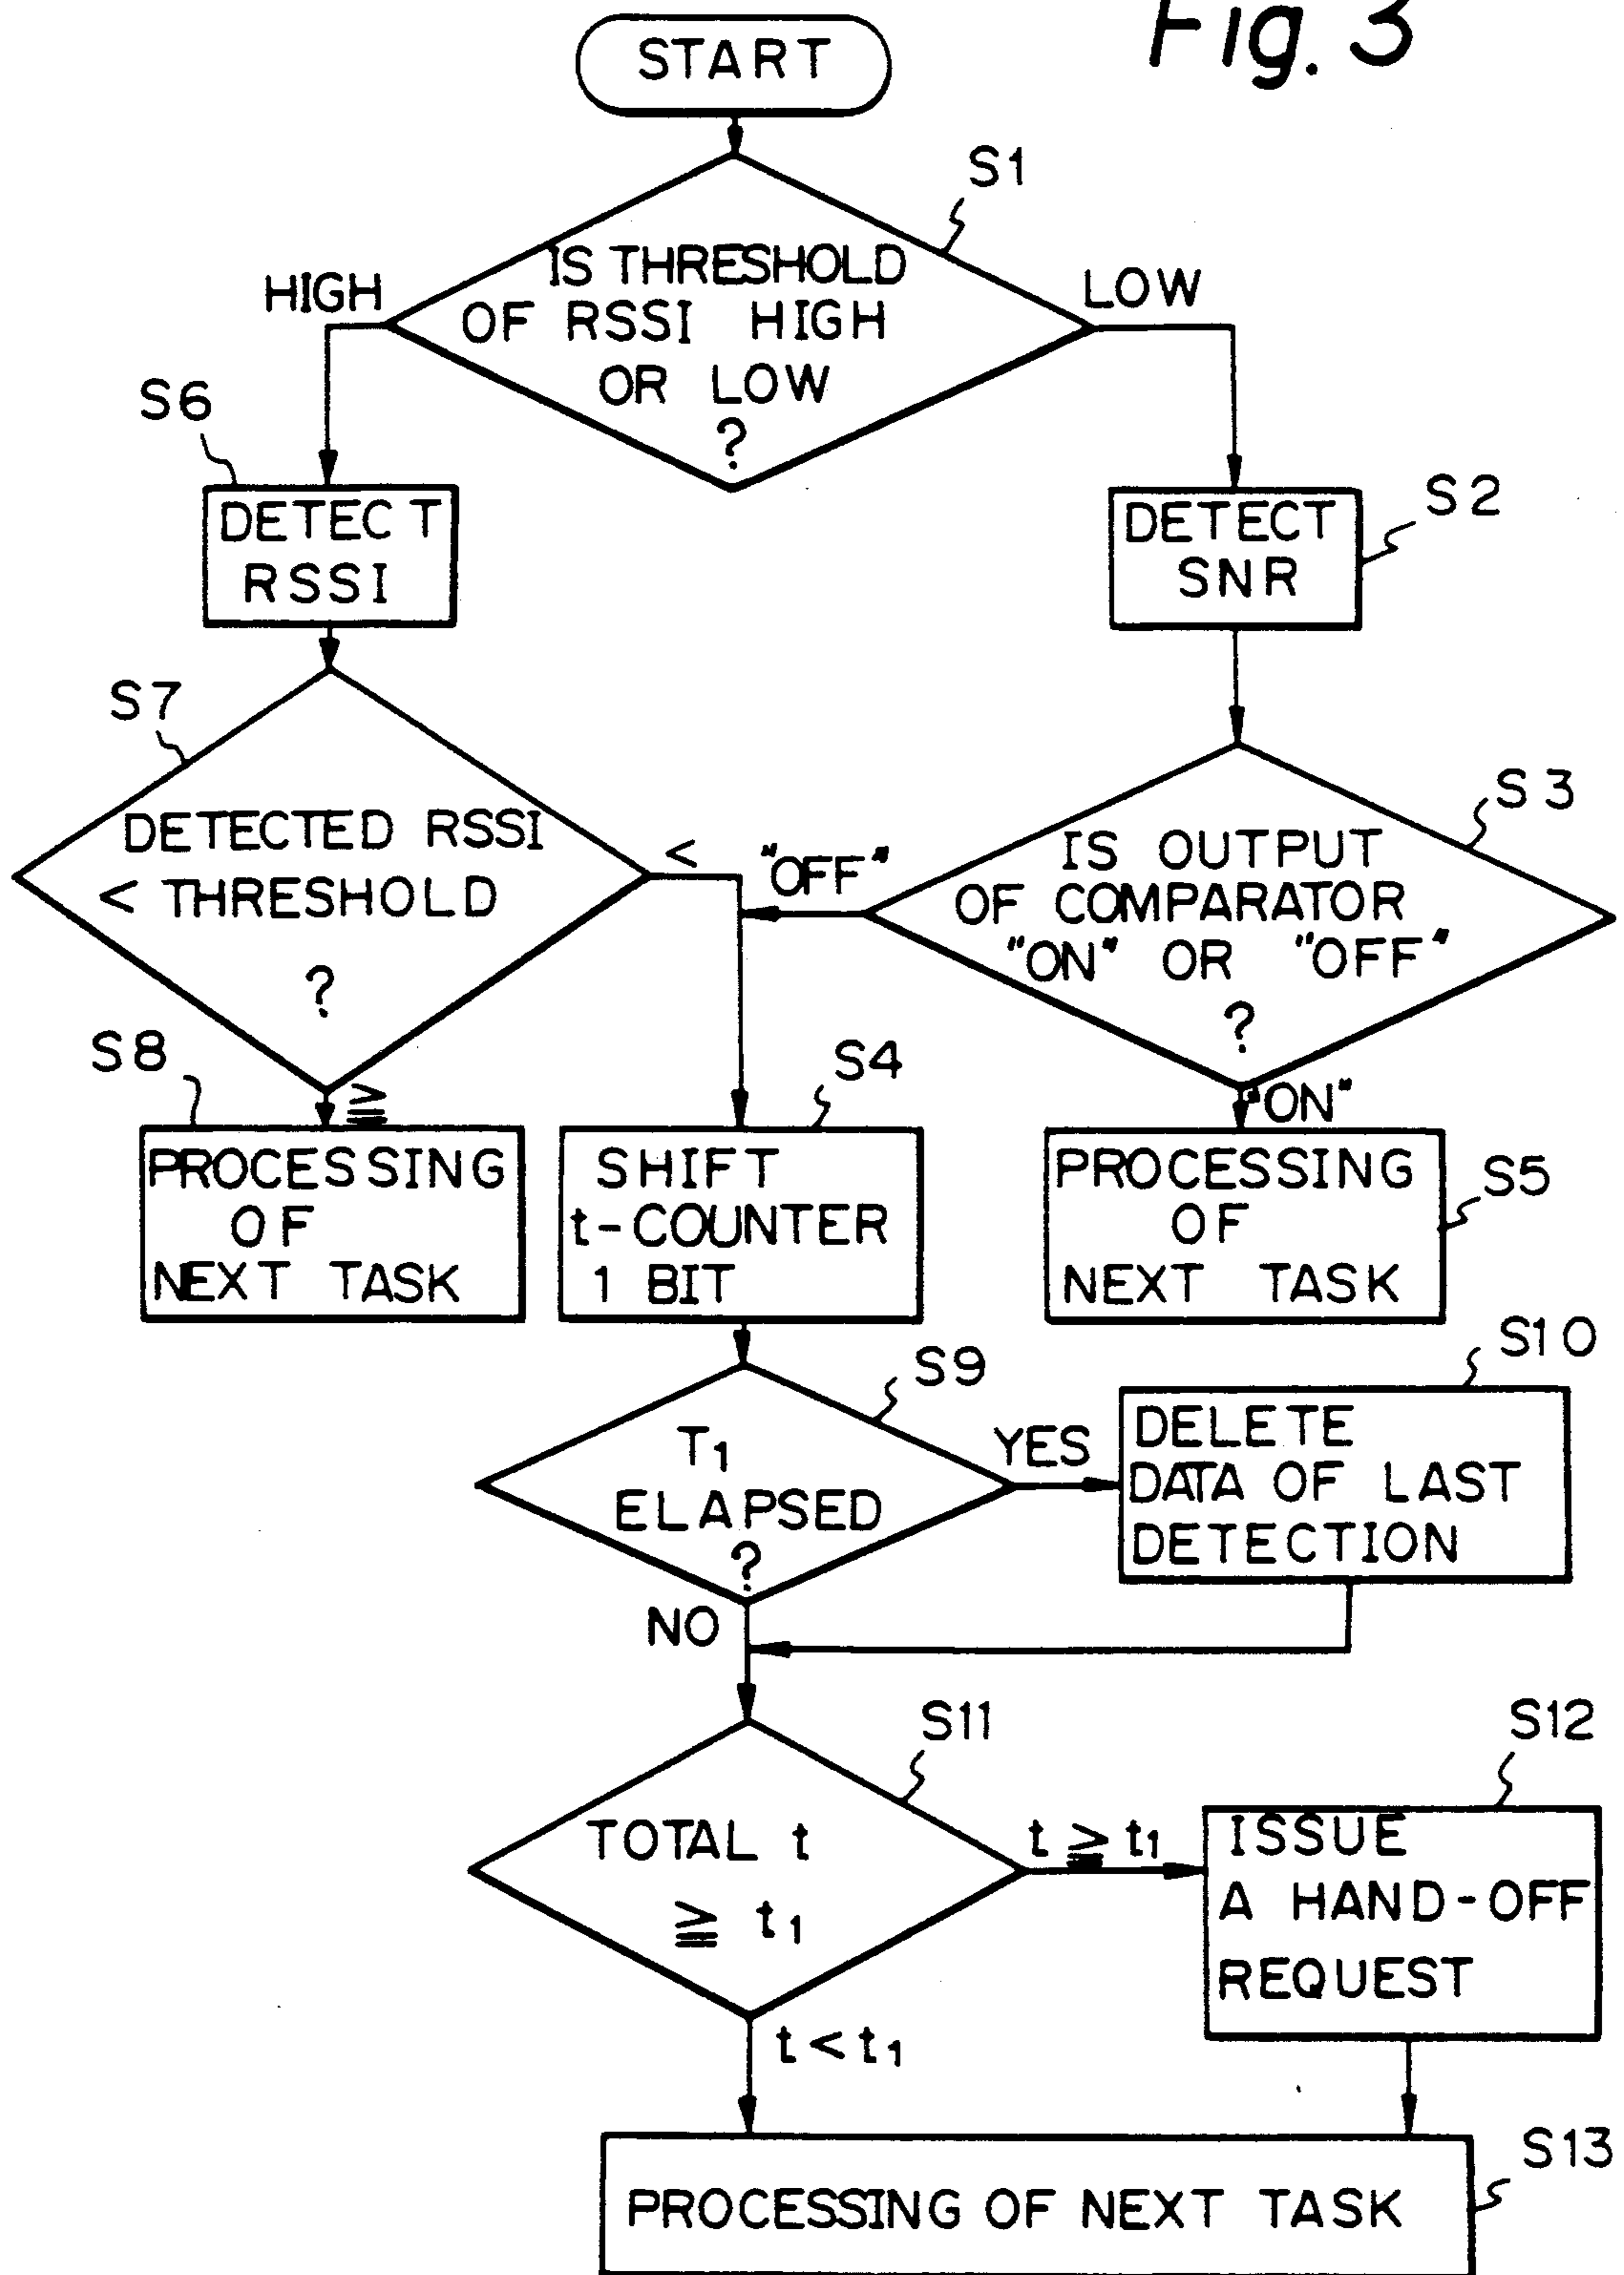 Fig. 3
START
S1
IS THRESHOLD
OF RSSI HIGH
OR LOW
?
HIGH
LOW
S6
DETECT
RSSI
S2
DETECT
SNR
S7
DETECTED RSSI
< THRESHOLD
?
<
"OFF"
S3
IS OUTPUT
OF COMPARATOR
"ON" OR "OFF"
?
S8
≧
PROCESSING
OF
NEXT TASK
S4
SHIFT
t-COUNTER
1 BIT
"ON"
PROCESSING
OF
NEXT TASK
S5
S9
T1
ELAPSED
?
YES
NO
S10
DELETE
DATA OF LAST
DETECTION
S11
TOTAL t
≧ t1
t ≧ t1
t < t1
S12
ISSUE
A HAND-OFF
REQUEST
S13
PROCESSING OF NEXT TASK